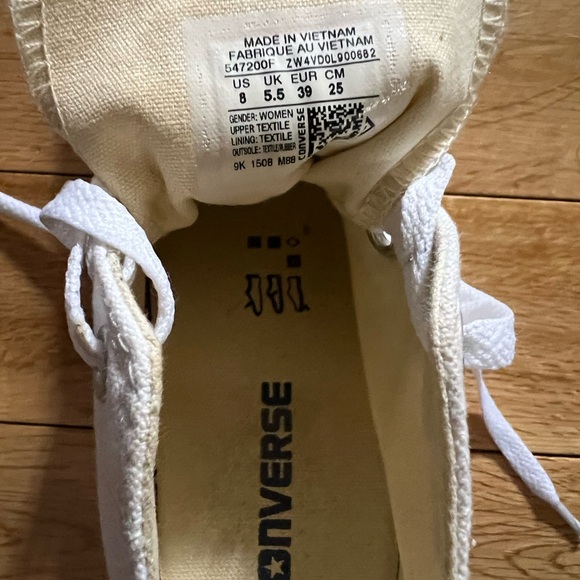 MADE IN VIETNAM
FABRIQUE AU VIETNAM
547200F ZW4VD0L900682
US UK EUR CM
8 5.5 39 25
GENDER: WOMEN
UPPER:TEXTILE
LINING: TEXTILE
OUTSOLE: TEXTILE/RUBBER
CONVERSE
9K 1508 M88
CONVERSE